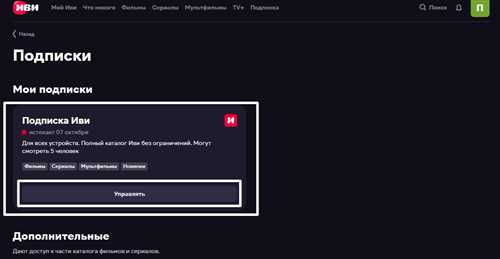 иви Мой Иви Что нового Фильмы Сериалы Мультфильмы TV+ Подписка Поиск П
Назад
Подписки
Мои подписки
Подписка Иви
истекает 07 октября
Для всех устройств. Полный каталог Иви без ограничений. Могут
смотреть 5 человек
Фильмы Сериалы Мультфильмы Новинки
Управлять
Дополнительные
Дают доступ к части каталога фильмов и сериалов.